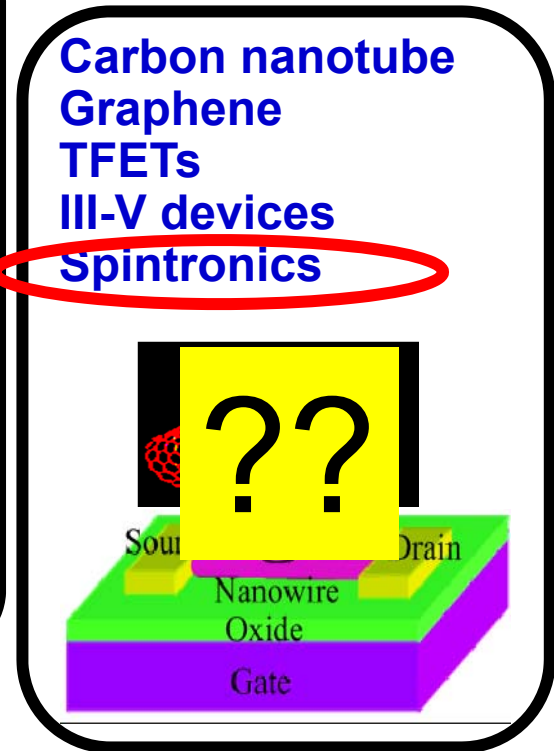 Carbon nanotube
Graphene
TFETs
III-V devices
Spintronics
??
Drain
Nanowire
Oxide
Gate